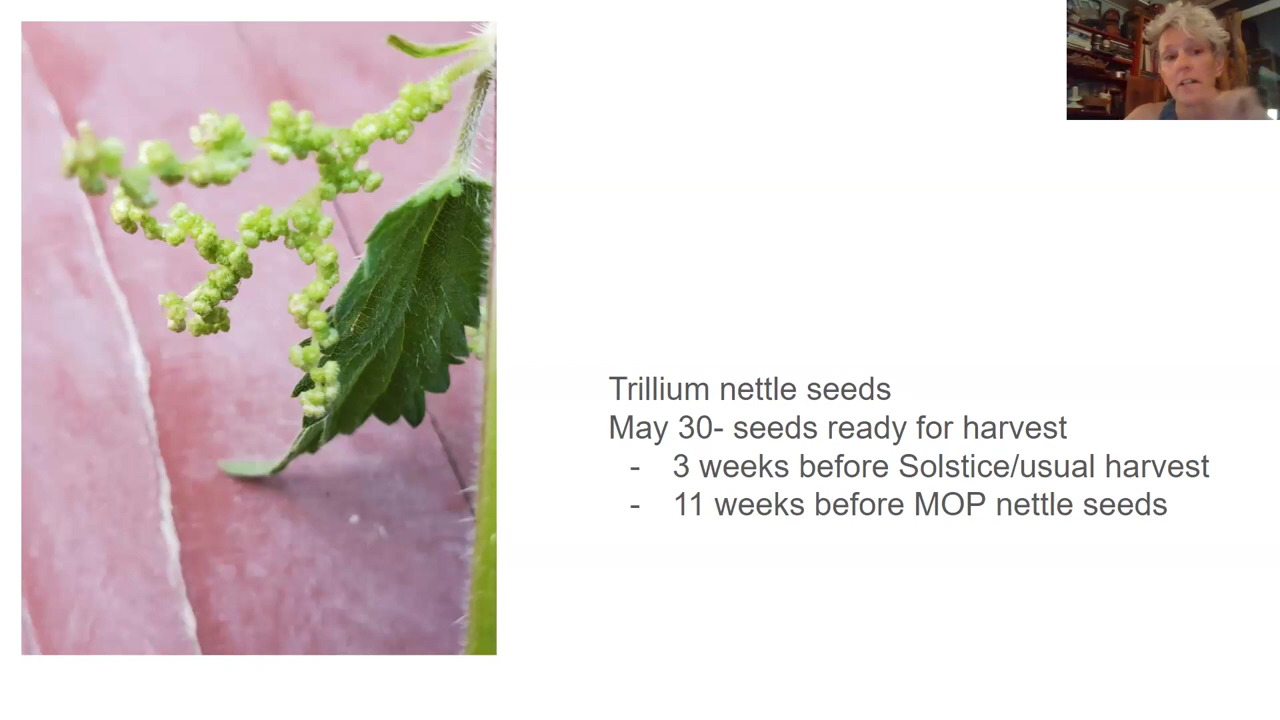 Trillium nettle seeds
May 30- seeds ready for harvest
- 3 weeks before Solstice/usual harvest
- 11 weeks before MOP nettle seeds